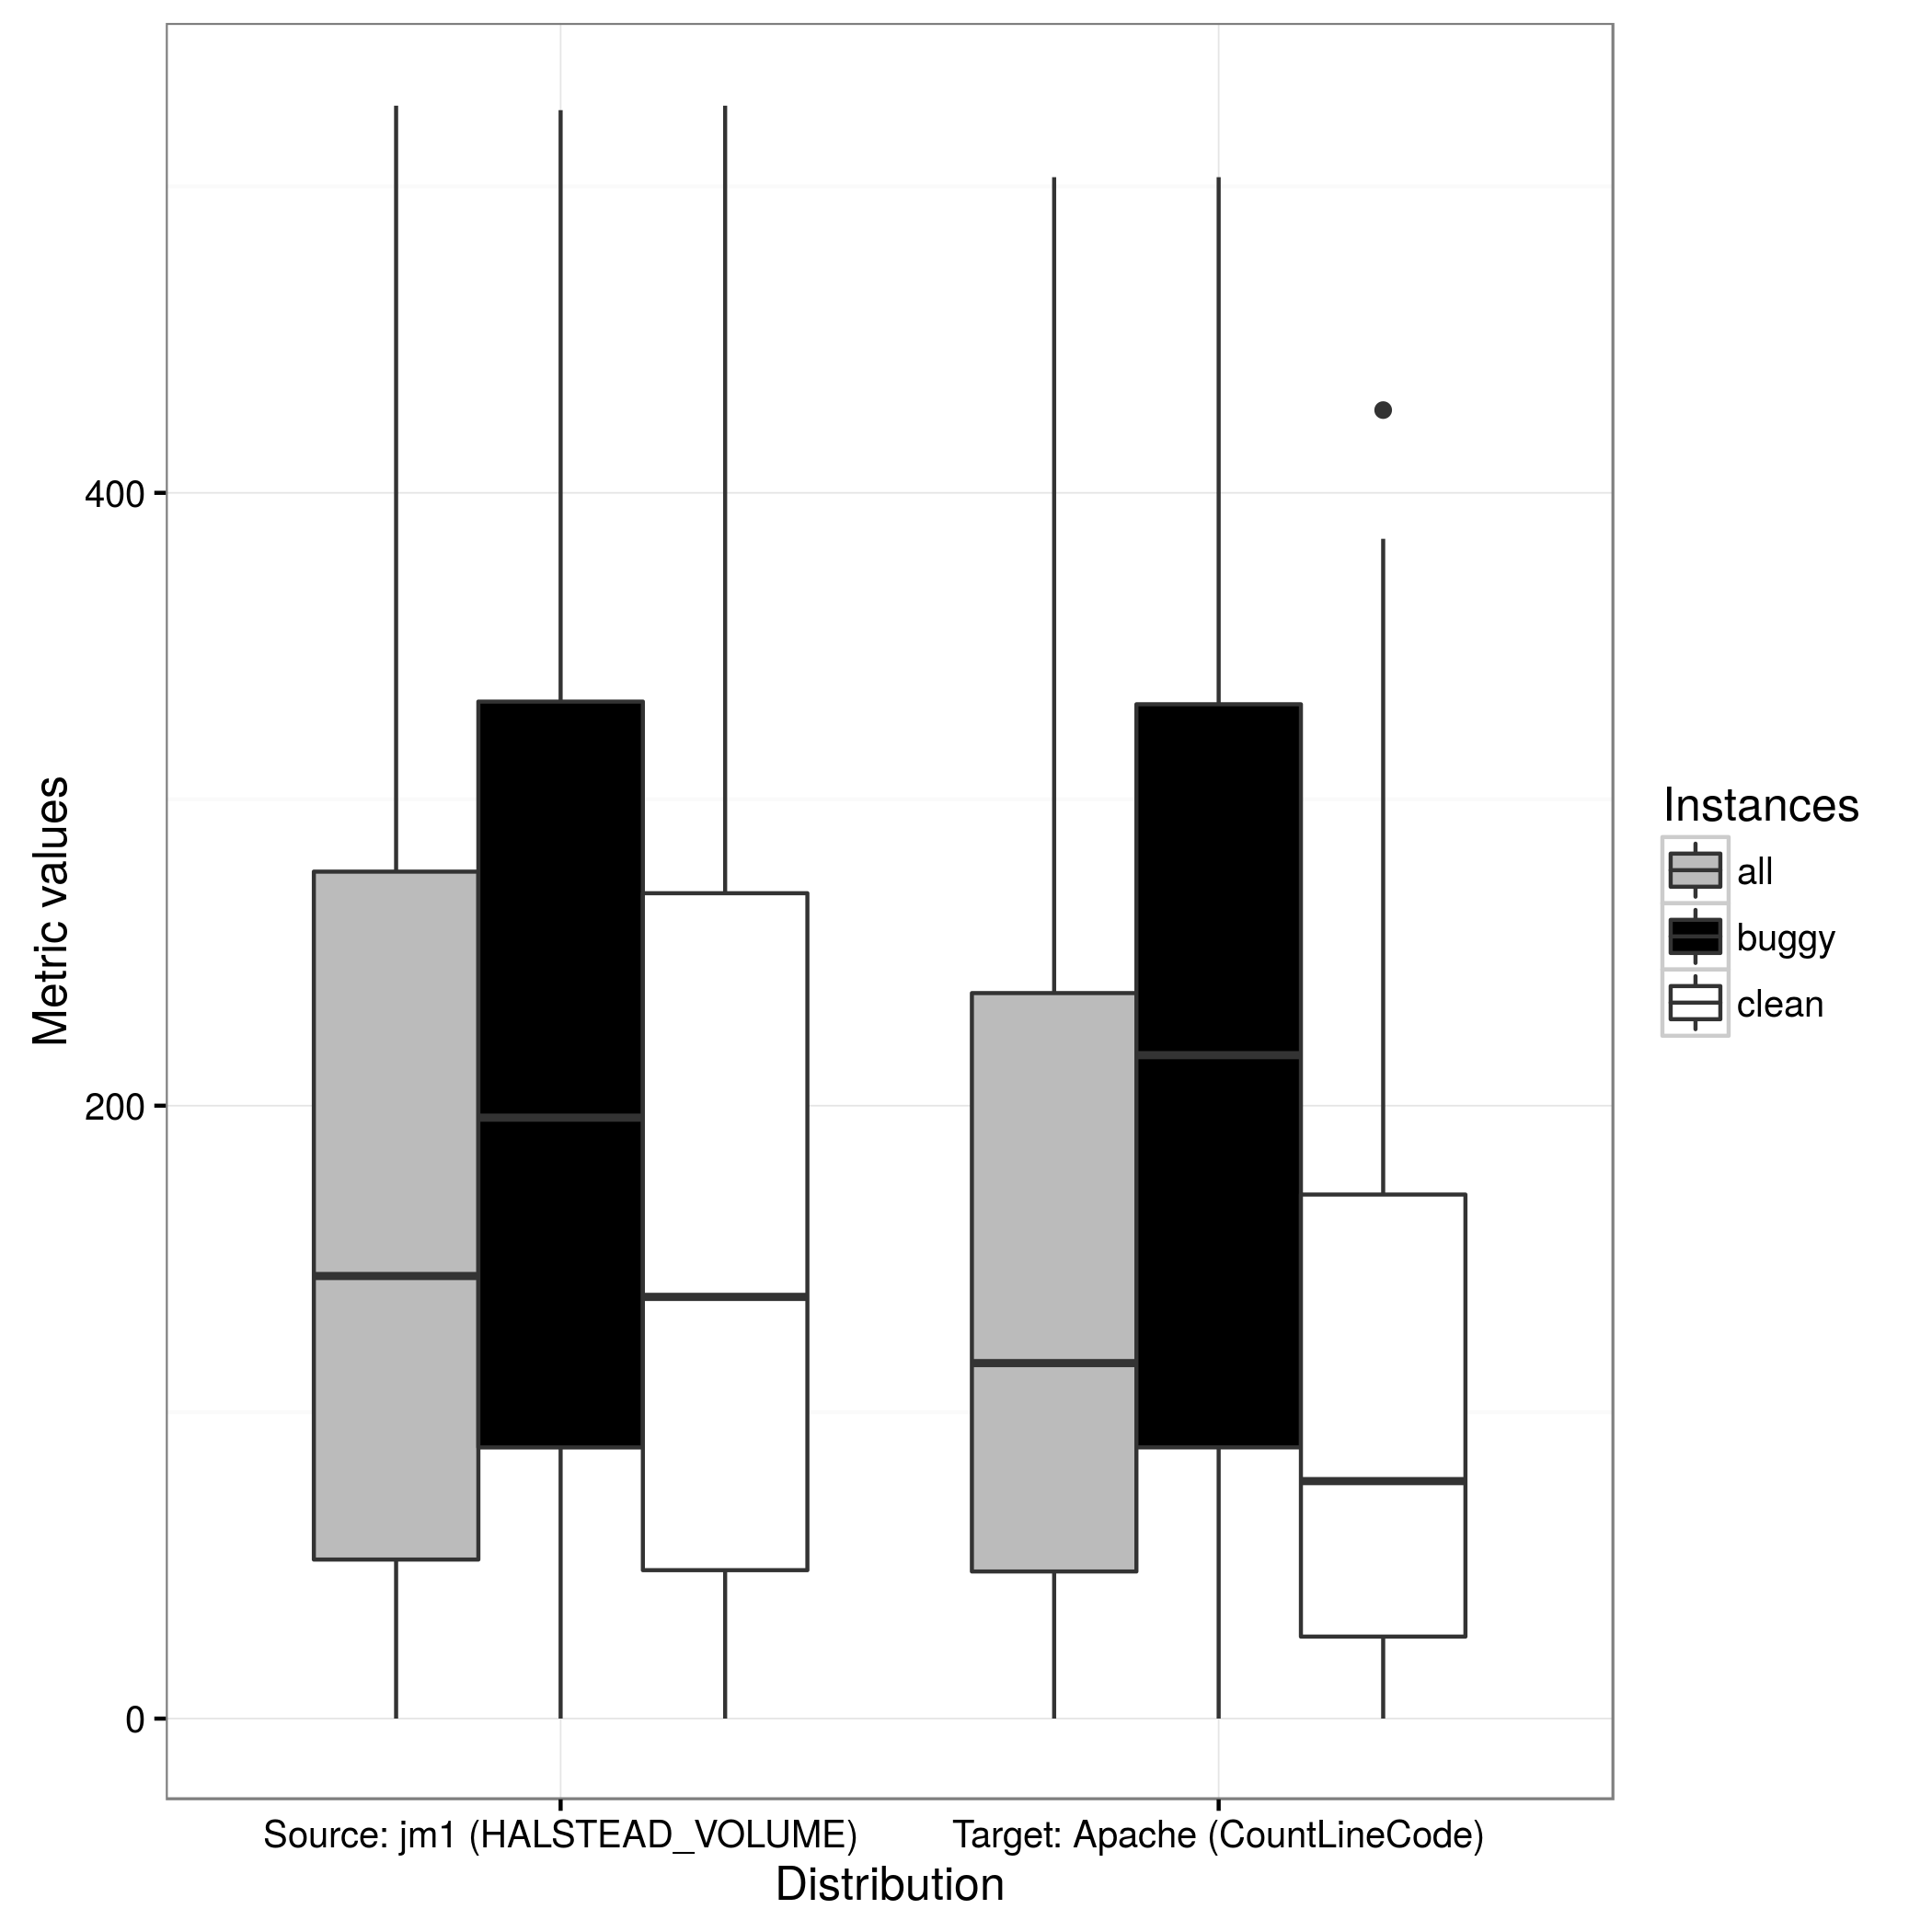 Metric values
400
200
0
Source: jm1 (HALSTEAD_VOLUME)
Target: Apache (CountLineCode)
Distribution
Instances
all
buggy
clean